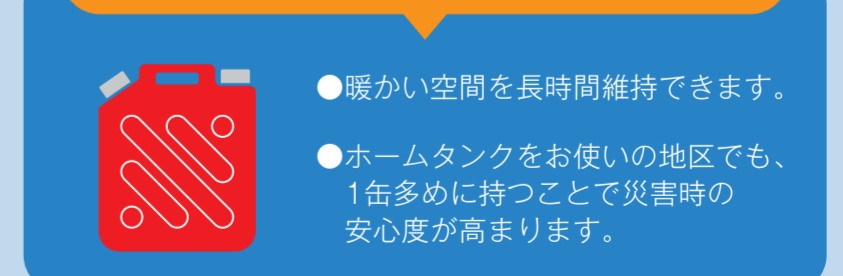 ●暖かい空間を長時間維持できます。
●ホームタンクをお使いの地区でも、
1缶多めに持つことで災害時の
安心度が高まります。